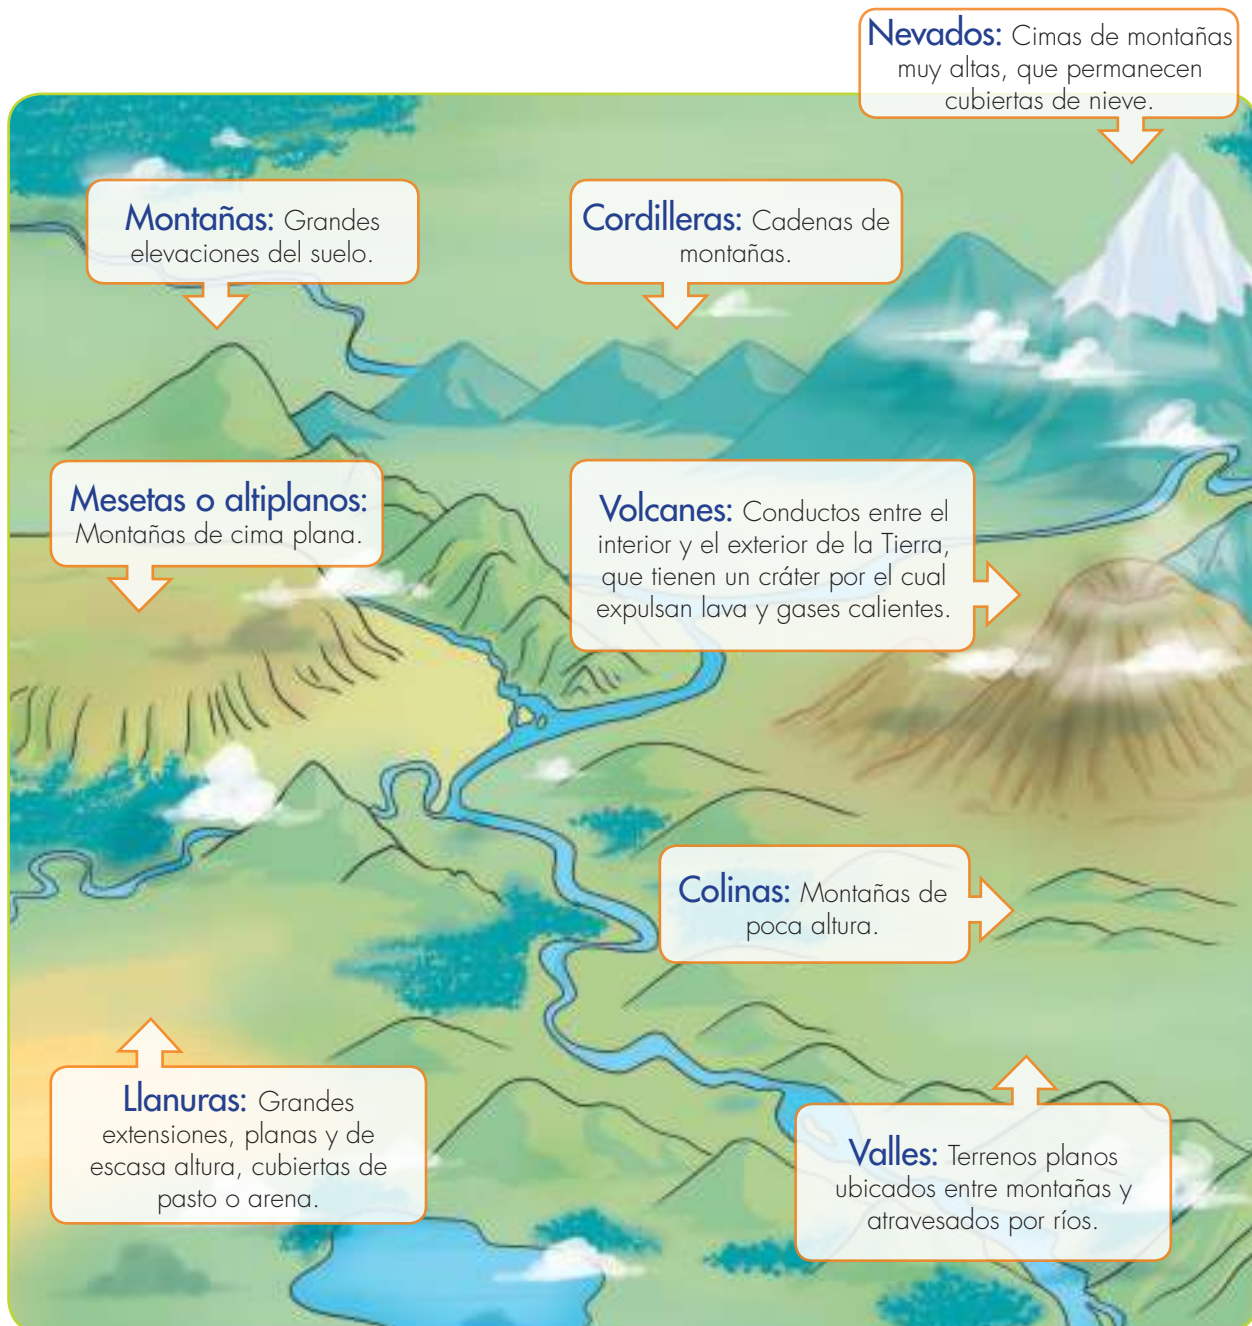 Nevados: Cimas de montañas
muy altas, que permanecen
cubiertas de nieve.
Montañas: Grandes
elevaciones del suelo.
Cordilleras: Cadenas de
montañas.
Mesetas o altiplanos:
Montañas de cima plana.
Volcanes: Conductos entre el
interior y el exterior de la Tierra,
que tienen un cráter por el cual
expulsan lava y gases calientes.
Colinas: Montañas de
poca altura.
Llanuras: Grandes
extensiones, planas y de
escasa altura, cubiertas de
pasto o arena.
Valles: Terrenos planos
ubicados entre montañas y
atravesados por ríos.